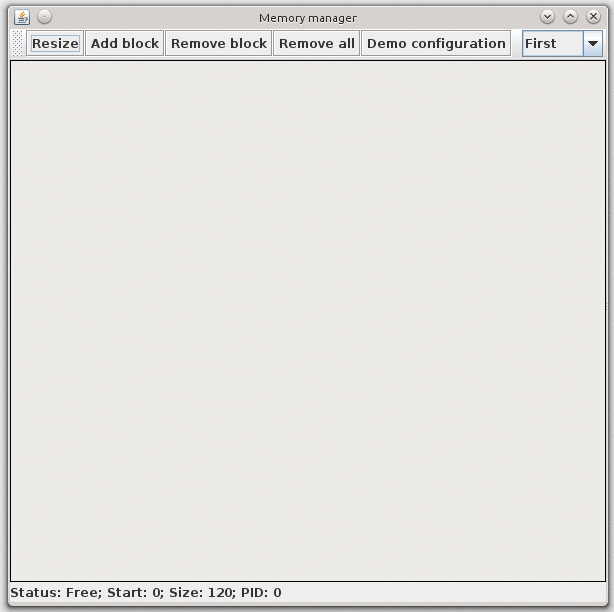 Memory manager
Resize Add block Remove block Remove all Demo configuration First
Status: Free; Start: 0; Size: 120; PID: 0